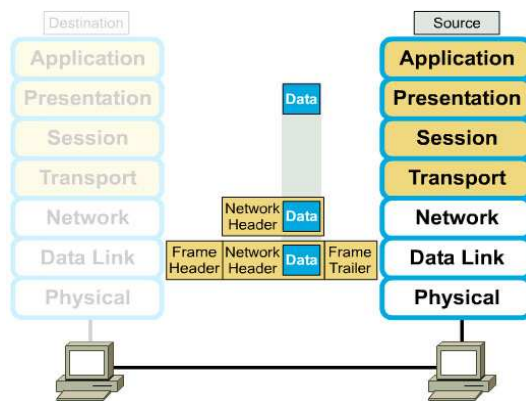 Destination
Source
Application
Application
Presentation
Data
Presentation
Session
Session
Transport
Transport
Network
Network
Header
Data
Network
Data Link
Frame
Header
Network
Header
Data
Frame
Trailer
Data Link
Physical
Physical